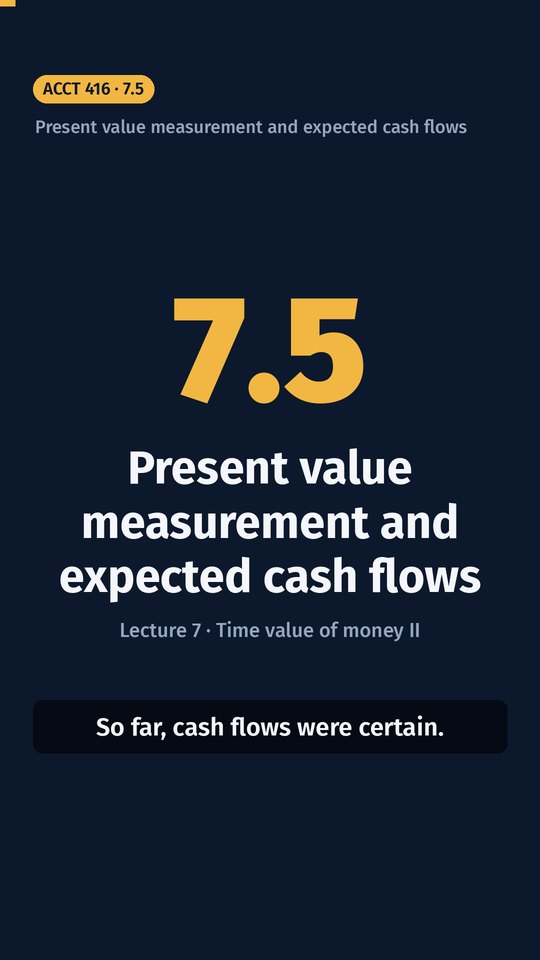 ACCT 416 · 7.5
Present value measurement and expected cash flows
7.5
Present value
measurement and
expected cash flows
Lecture 7 · Time value of money II
So far, cash flows were certain.